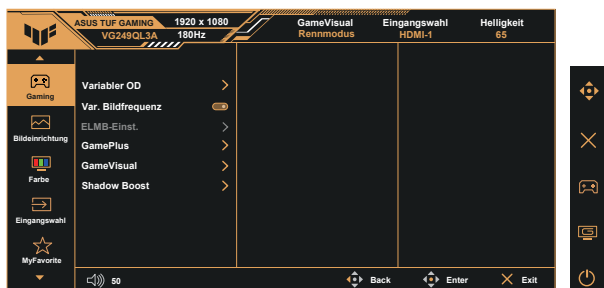 ASUS TUF GAMING 1920 x 1080 GameVisual Eingangswahl Helligkeit
VG249QL3A 180Hz Rennmodus HDMI-1 65
Gaming
Bildeinrichtung
Farbe
Eingangswahl
MyFavorite
Variabler OD
Var. Bildfrequenz
ELMB-Einst.
GamePlus
GameVisual
Shadow Boost
50 Back Enter Exit